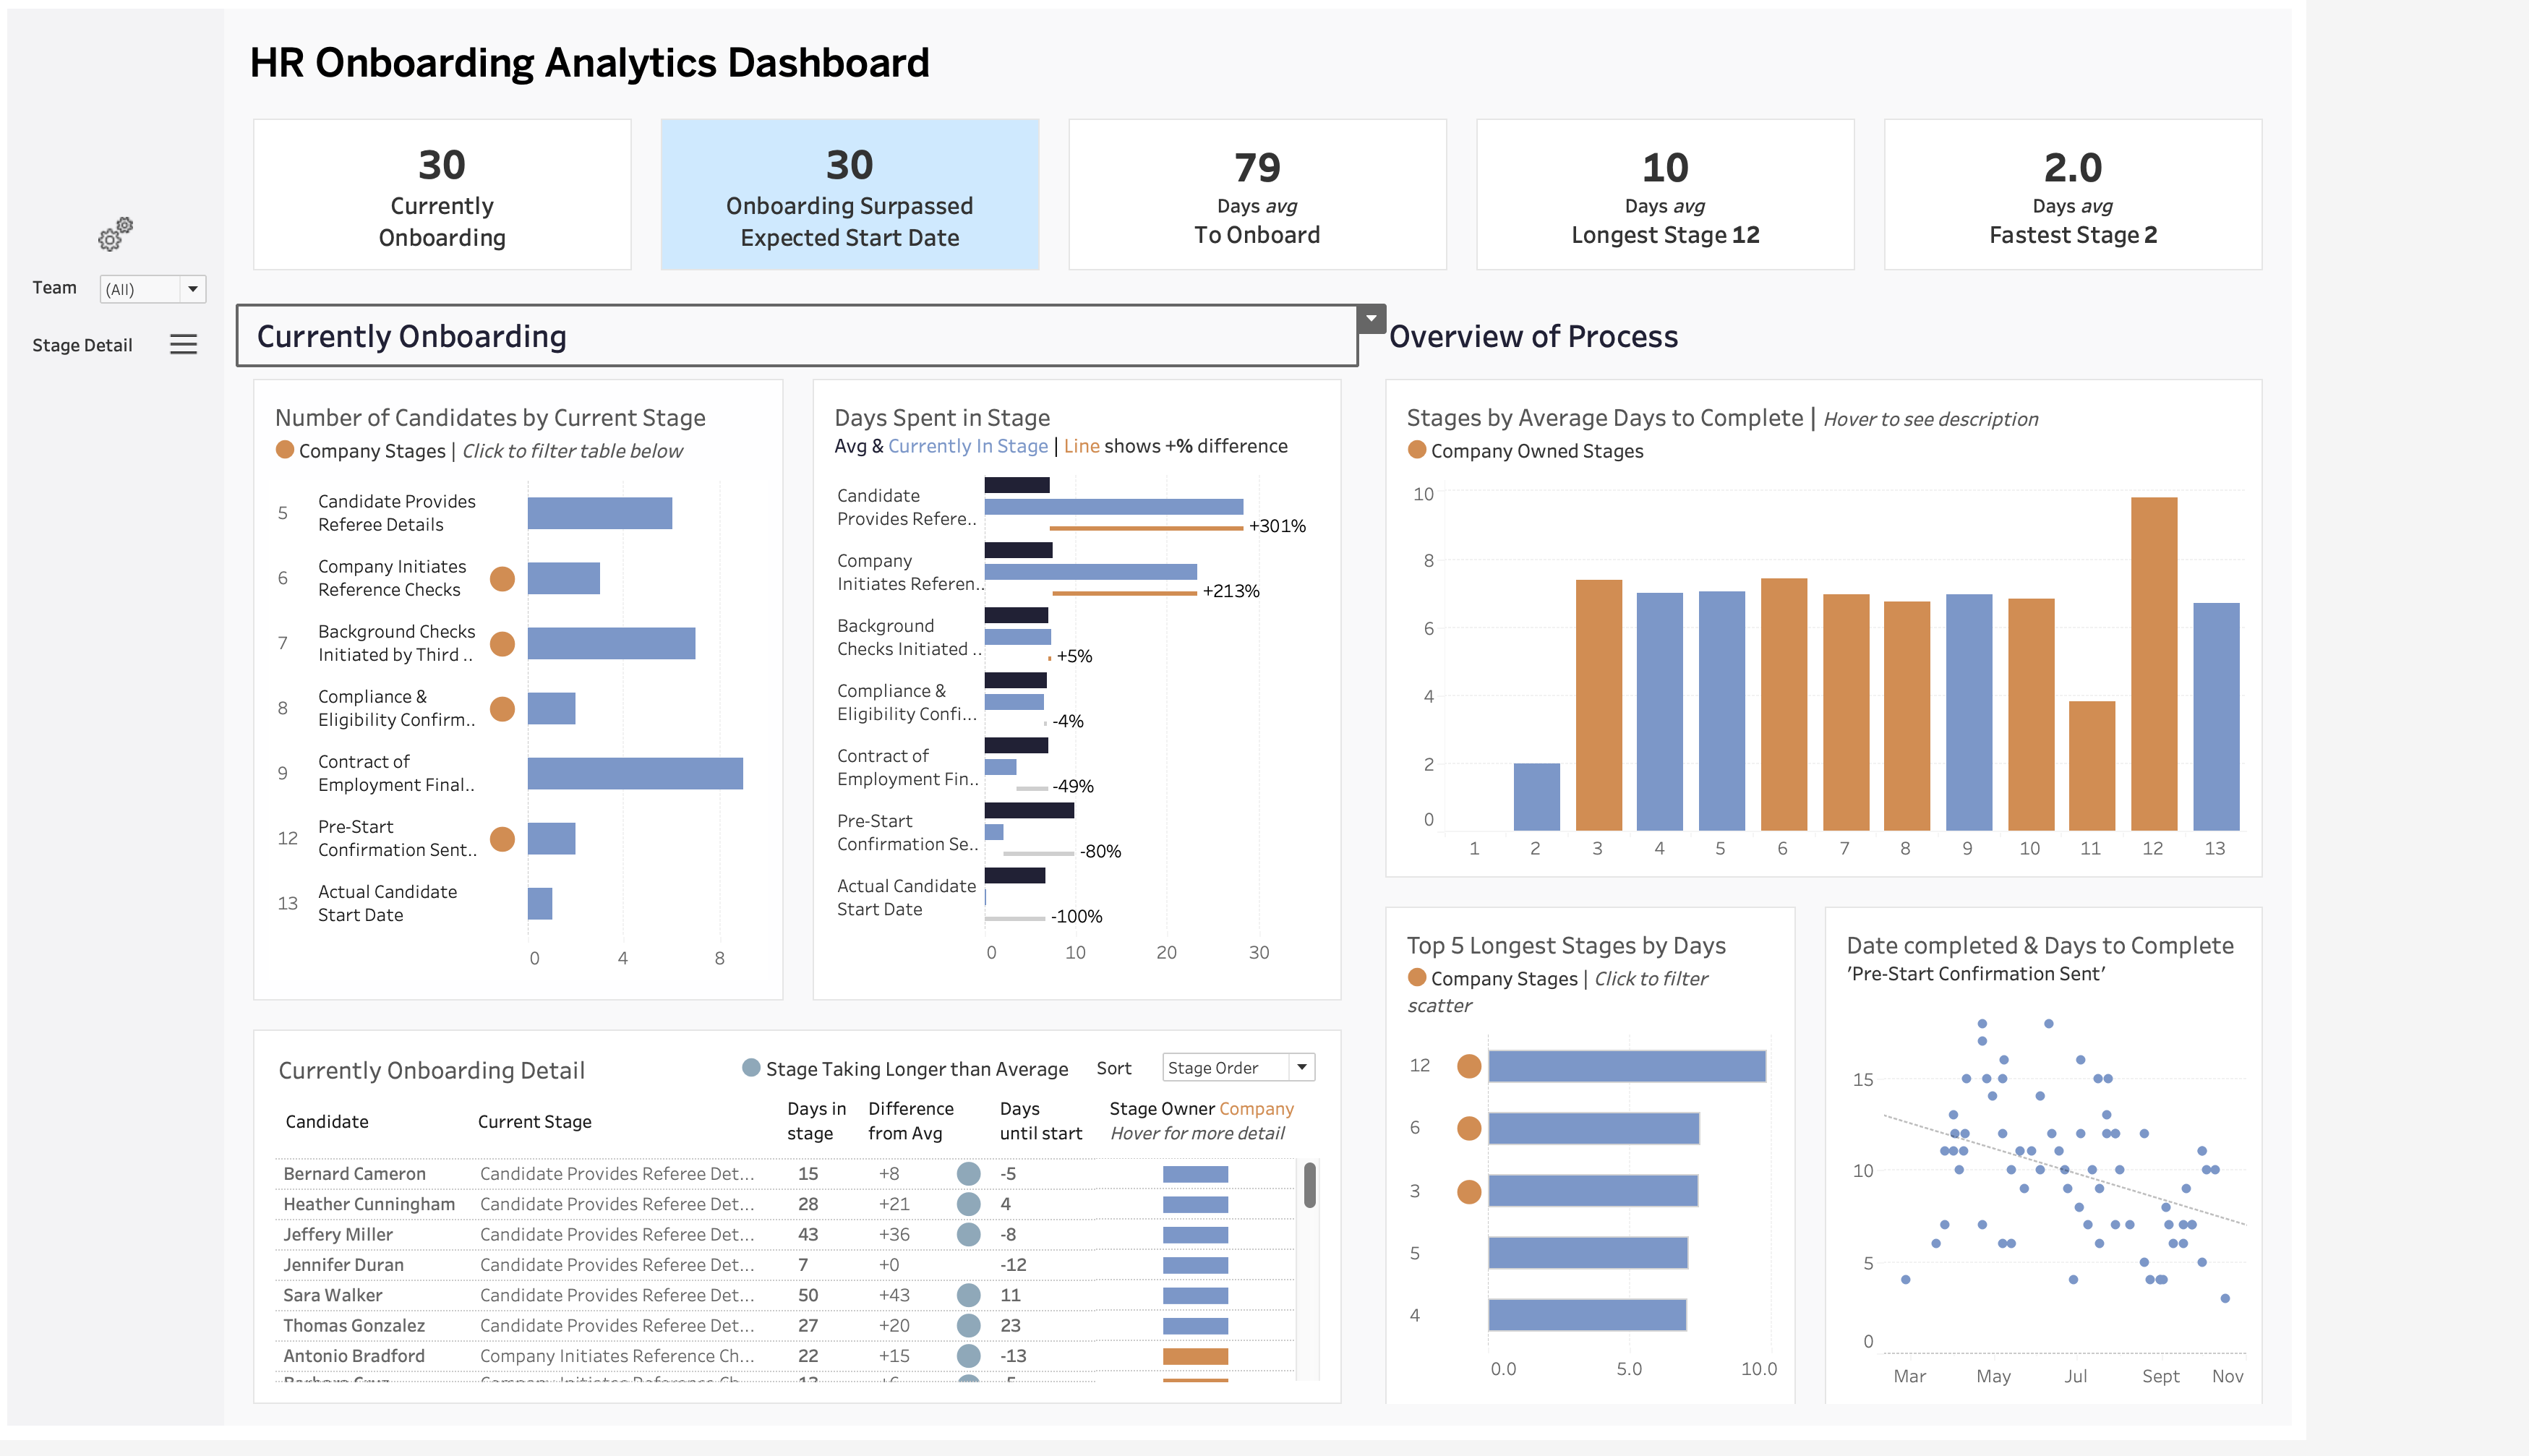 HR Onboarding Analytics Dashboard
30
Currently
Onboarding
30
Onboarding Surpassed
Expected Start Date
79
Days avg
To Onboard
10
Days avg
Longest Stage 12
2.0
Days avg
Fastest Stage 2
Team
(All)
Stage Detail
Currently Onboarding
Overview of Process
Number of Candidates by Current Stage
Company Stages | Click to filter table below
5
Candidate Provides
Referee Details
6
Company Initiates
Reference Checks
7
Background Checks
Initiated by Third ..
8
Compliance &
Eligibility Confirm..
9
Contract of
Employment Final..
12
Pre-Start
Confirmation Sent..
13
Actual Candidate
Start Date
0 4 8
Days Spent in Stage
Avg & Currently In Stage | Line shows +% difference
Candidate
Provides Refere..
+301%
Company
Initiates Referen..
+213%
Background
Checks Initiated ..
+5%
Compliance &
Eligibility Confi...
-4%
Contract of
Employment Fin..
-49%
Pre-Start
Confirmation Se..
-80%
Actual Candidate
Start Date
-100%
0 10 20 30
Stages by Average Days to Complete | Hover to see description
Company Owned Stages
10
8
6
4
2
0
1 2 3 4 5 6 7 8 9 10 11 12 13
Currently Onboarding Detail
Stage Taking Longer than Average
Sort
Stage Order
Candidate
Current Stage
Days in
stage
Difference
from Avg
Days
until start
Stage Owner Company
Hover for more detail
Bernard Cameron Candidate Provides Referee Det... 15 +8 -5
Heather Cunningham Candidate Provides Referee Det... 28 +21 4
Jeffery Miller Candidate Provides Referee Det... 43 +36 -8
Jennifer Duran Candidate Provides Referee Det... 7 +0 -12
Sara Walker Candidate Provides Referee Det... 50 +43 11
Thomas Gonzalez Candidate Provides Referee Det... 27 +20 23
Antonio Bradford Company Initiates Reference Ch... 22 +15 -13
Top 5 Longest Stages by Days
Company Stages | Click to filter
scatter
12
6
3
5
4
0.0 5.0 10.0
Date completed & Days to Complete
'Pre-Start Confirmation Sent'
15
10
5
0
Mar May Jul Sept Nov